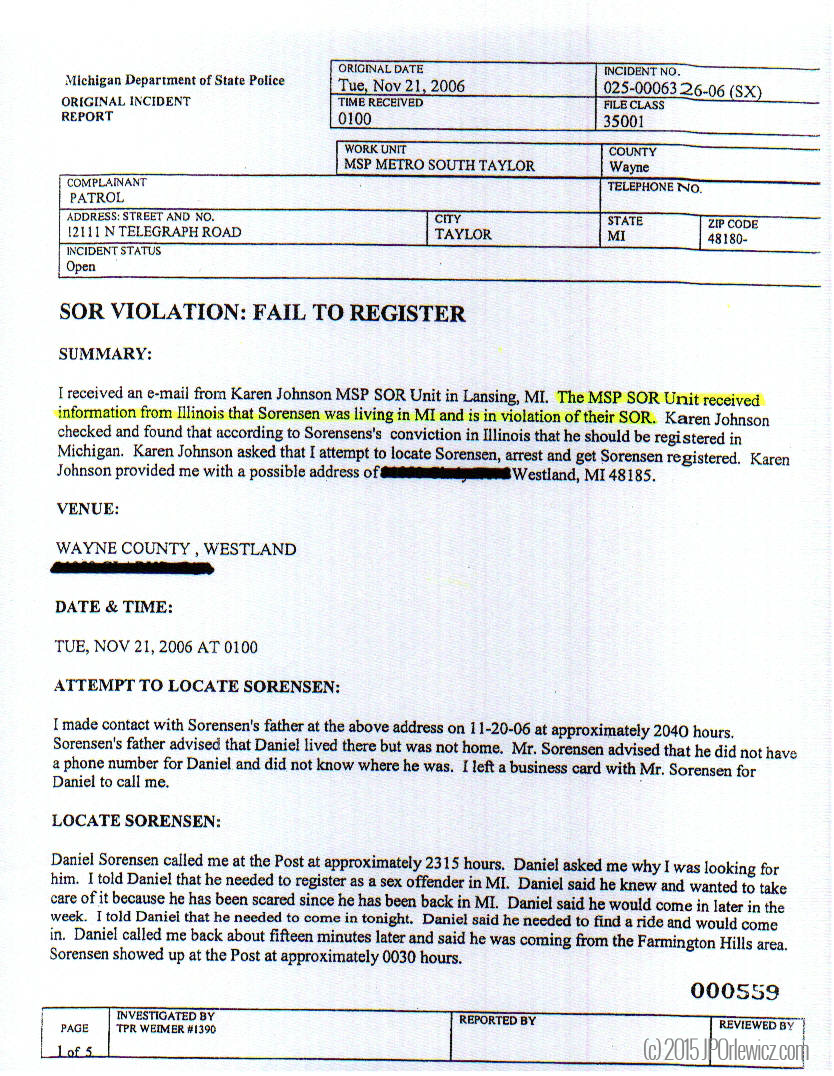 Michigan Department of State Police
ORIGINAL INCIDENT
REPORT
ORIGINAL DATE
Tue, Nov 21, 2006
INCIDENT NO.
025-0006326-06 (SX)
TIME RECEIVED
0100
FILE CLASS
35001
WORK UNIT
MSP METRO SOUTH TAYLOR
COUNTY
Wayne
COMPLAINANT
PATROL
TELEPHONE NO.
ADDRESS: STREET AND NO.
12111 N TELEGRAPH ROAD
CITY
TAYLOR
STATE
MI
ZIP CODE
48180-
INCIDENT STATUS
Open
SOR VIOLATION: FAIL TO REGISTER
SUMMARY:
I received an e-mail from Karen Johnson MSP SOR Unit in Lansing, MI. The MSP SOR Unit received
information from Illinois that Sorensen was living in MI and is in violation of their SOR. Karen Johnson
checked and found that according to Sorensens's conviction in Illinois that he should be registered in
Michigan. Karen Johnson asked that I attempt to locate Sorensen, arrest and get Sorensen registered. Karen
Johnson provided me with a possible address of Westland, MI 48185.
VENUE:
WAYNE COUNTY , WESTLAND
DATE & TIME:
TUE, NOV 21, 2006 AT 0100
ATTEMPT TO LOCATE SORENSEN:
I made contact with Sorensen's father at the above address on 11-20-06 at approximately 2040 hours.
Sorensen's father advised that Daniel lived there but was not home. Mr. Sorensen advised that he did not have
a phone number for Daniel and did not know where he was. I left a business card with Mr. Sorensen for
Daniel to call me.
LOCATE SORENSEN:
Daniel Sorensen called me at the Post at approximately 2315 hours. Daniel asked me why I was looking for
him. I told Daniel that he needed to register as a sex offender in MI. Daniel said he knew and wanted to take
care of it because he has been scared since he has been back in MI. Daniel said he would come in later in the
week. I told Daniel that he needed to come in tonight. Daniel said he needed to find a ride and would come
in. Daniel called me back about fifteen minutes later and said he was coming from the Farmington Hills area.
Sorensen showed up at the Post at approximately 0030 hours.
000559
PAGE
1 of 5
INVESTIGATED BY
TPR WEIMER #1390
REPORTED BY
REVIEWED BY
(c) 2015 JPOrlewicz.com